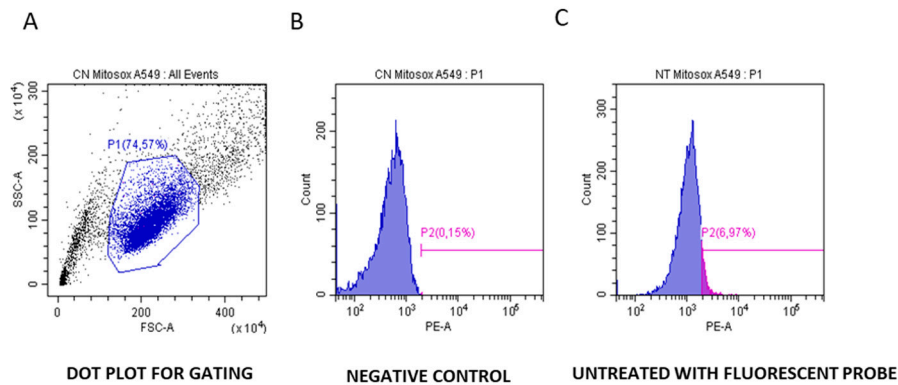 A
B
C
CN Mitosox A549 : All Events
CN Mitosox A549 : P1
NT Mitosox A549 : P1
(x 10⁴)
300
200
100
0
SSC-A
P1(74,57%)
0
200
400
FSC-A
(x 10⁴)
Count
200
100
0
P2(0,15%)
10²
10³
10⁴
10⁵
10⁶
PE-A
Count
300
200
100
0
P2(6,97%)
10²
10³
10⁴
10⁵
10⁶
PE-A
DOT PLOT FOR GATING
NEGATIVE CONTROL
UNTREATED WITH FLUORESCENT PROBE